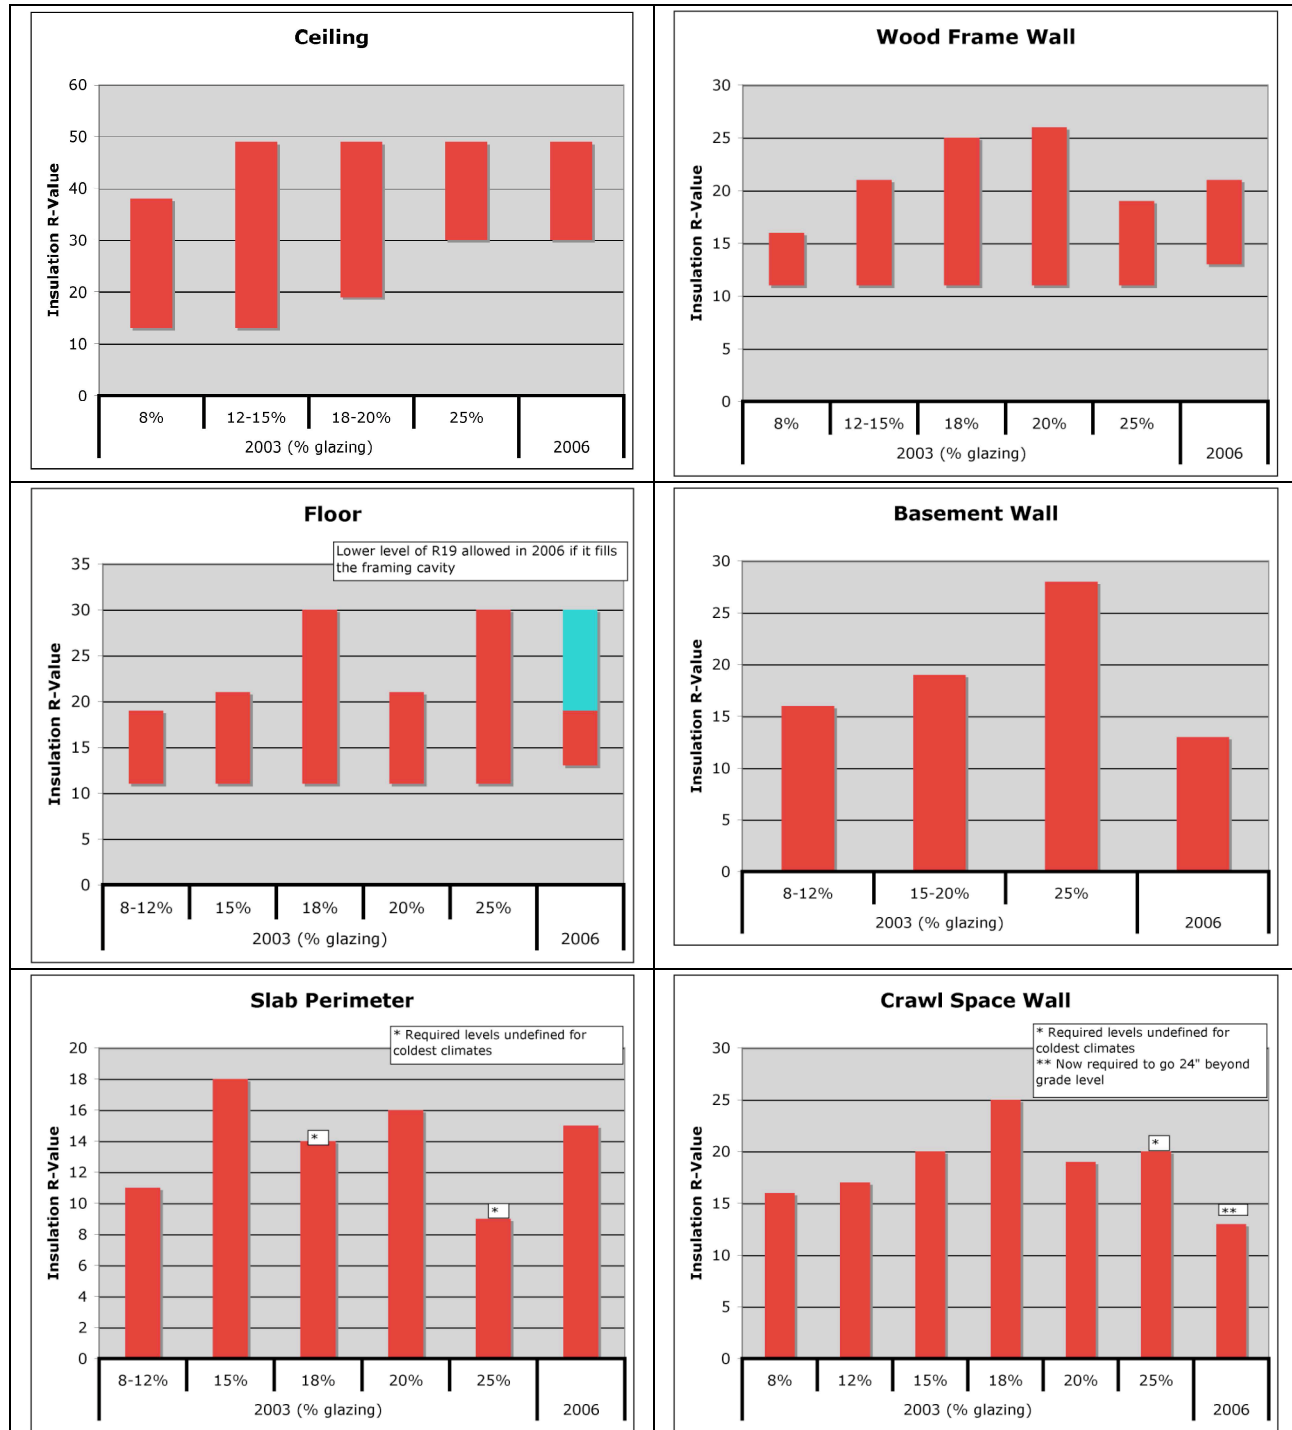 Ceiling
60
50
40
30
20
10
0
Insulation R-Value
8% 12-15% 18-20% 25%
2003 (% glazing) 2006
Wood Frame Wall
30
25
20
15
10
5
0
Insulation R-Value
8% 12-15% 18% 20% 25%
2003 (% glazing) 2006
Floor
Lower level of R19 allowed in 2006 if it fills
the framing cavity
35
30
25
20
15
10
5
0
Insulation R-Value
8-12% 15% 18% 20% 25%
2003 (% glazing) 2006
Basement Wall
30
25
20
15
10
5
0
Insulation R-Value
8-12% 15-20% 25%
2003 (% glazing) 2006
Slab Perimeter
* Required levels undefined for
coldest climates
20
18
16
14
12
10
8
6
4
2
0
Insulation R-Value
*
*
8-12% 15% 18% 20% 25%
2003 (% glazing) 2006
Crawl Space Wall
* Required levels undefined for
coldest climates
** Now required to go 24" beyond
grade level
30
25
20
15
10
5
0
Insulation R-Value
*
**
8% 12% 15% 18% 20% 25%
2003 (% glazing) 2006